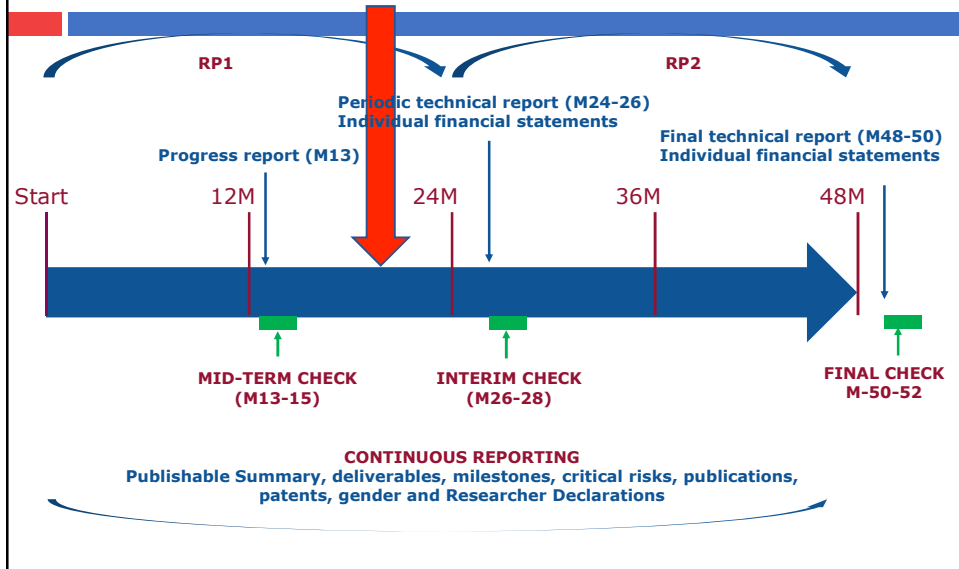 RP1
RP2
Periodic technical report (M24-26)
Individual financial statements
Final technical report (M48-50)
Individual financial statements
Progress report (M13)
Start
12M
24M
36M
48M
MID-TERM CHECK
(M13-15)
INTERIM CHECK
(M26-28)
FINAL CHECK
M-50-52
CONTINUOUS REPORTING
Publishable Summary, deliverables, milestones, critical risks, publications,
patents, gender and Researcher Declarations